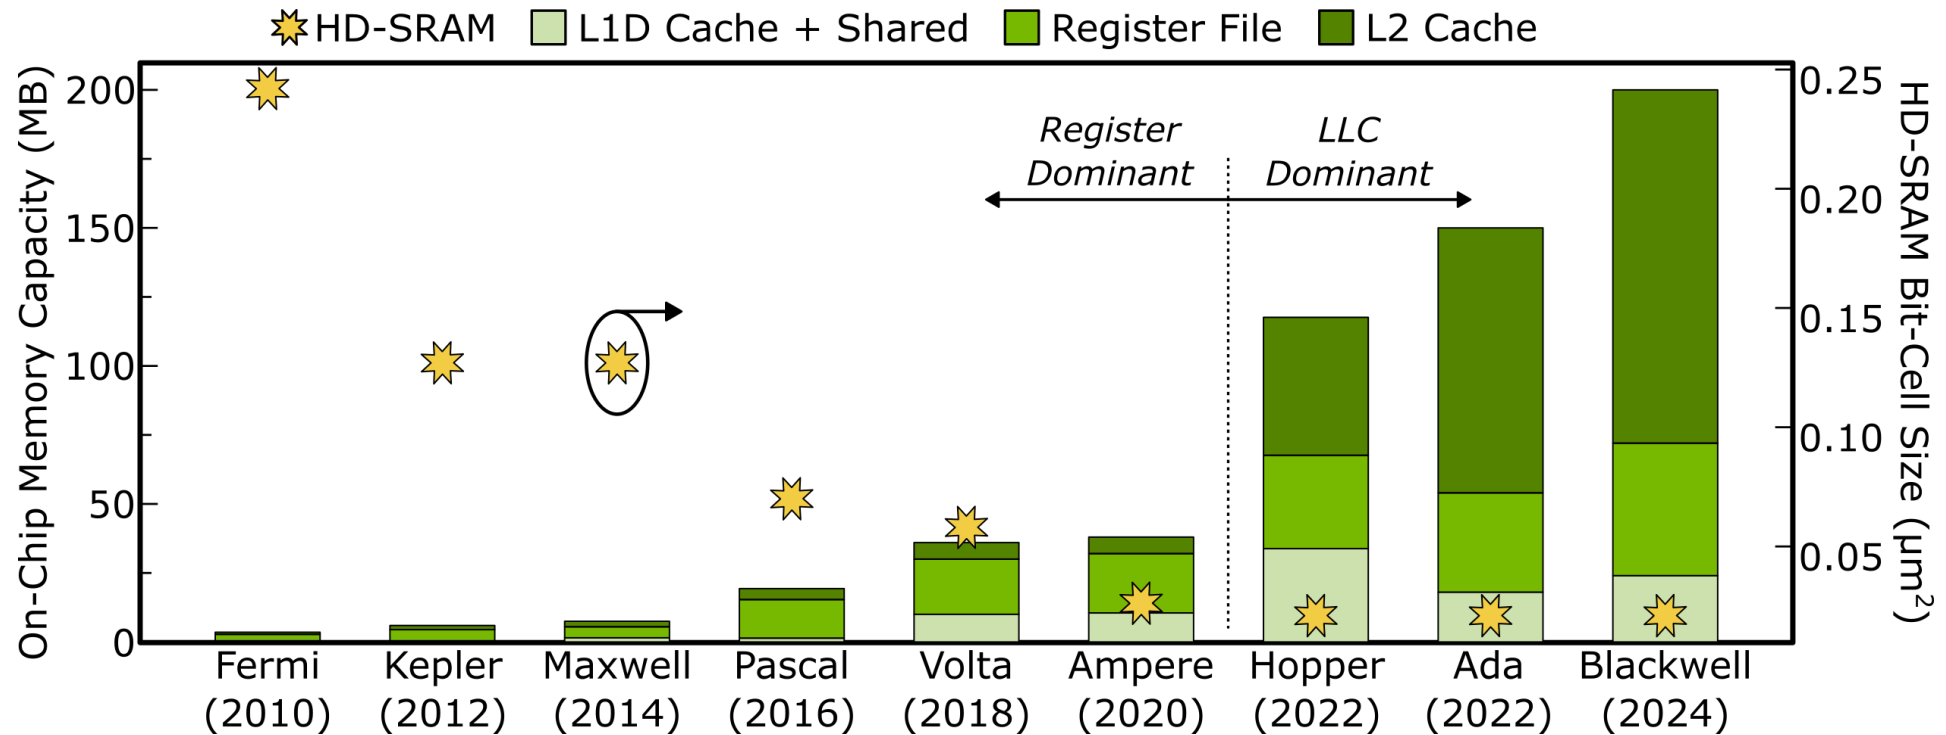 HD-SRAM L1D Cache + Shared Register File L2 Cache
On-Chip Memory Capacity (MB)
200
150
100
50
0
Register
Dominant
LLC
Dominant
0.25
0.20
0.15
0.10
0.05
HD-SRAM Bit-Cell Size (μm²)
Fermi Kepler Maxwell Pascal Volta Ampere Hopper Ada Blackwell
(2010) (2012) (2014) (2016) (2018) (2020) (2022) (2022) (2024)